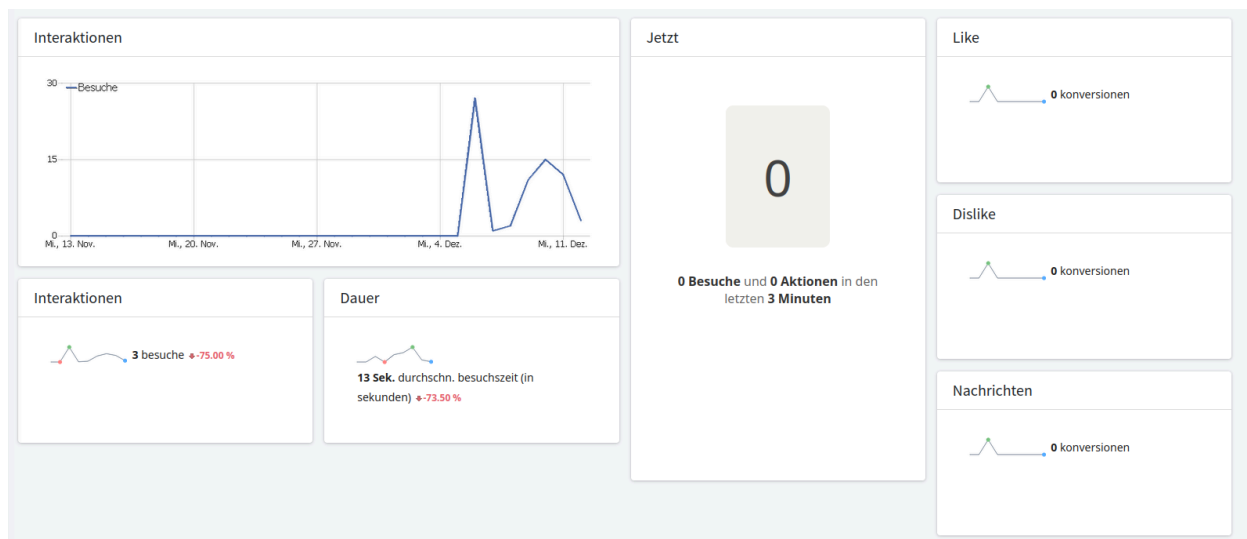 Interaktionen
30
Besuche
15
0
Mi., 13. Nov.
Mi., 20. Nov.
Mi., 27. Nov.
Mi., 4. Dez.
Mi., 11. Dez.
Interaktionen
3 besuche -75.00 %
Dauer
13 Sek. durchschn. besuchszeit (in
sekunden) -73.50 %
Jetzt
0
0 Besuche und 0 Aktionen in den
letzten 3 Minuten
Like
0 konversionen
Dislike
0 konversionen
Nachrichten
0 konversionen